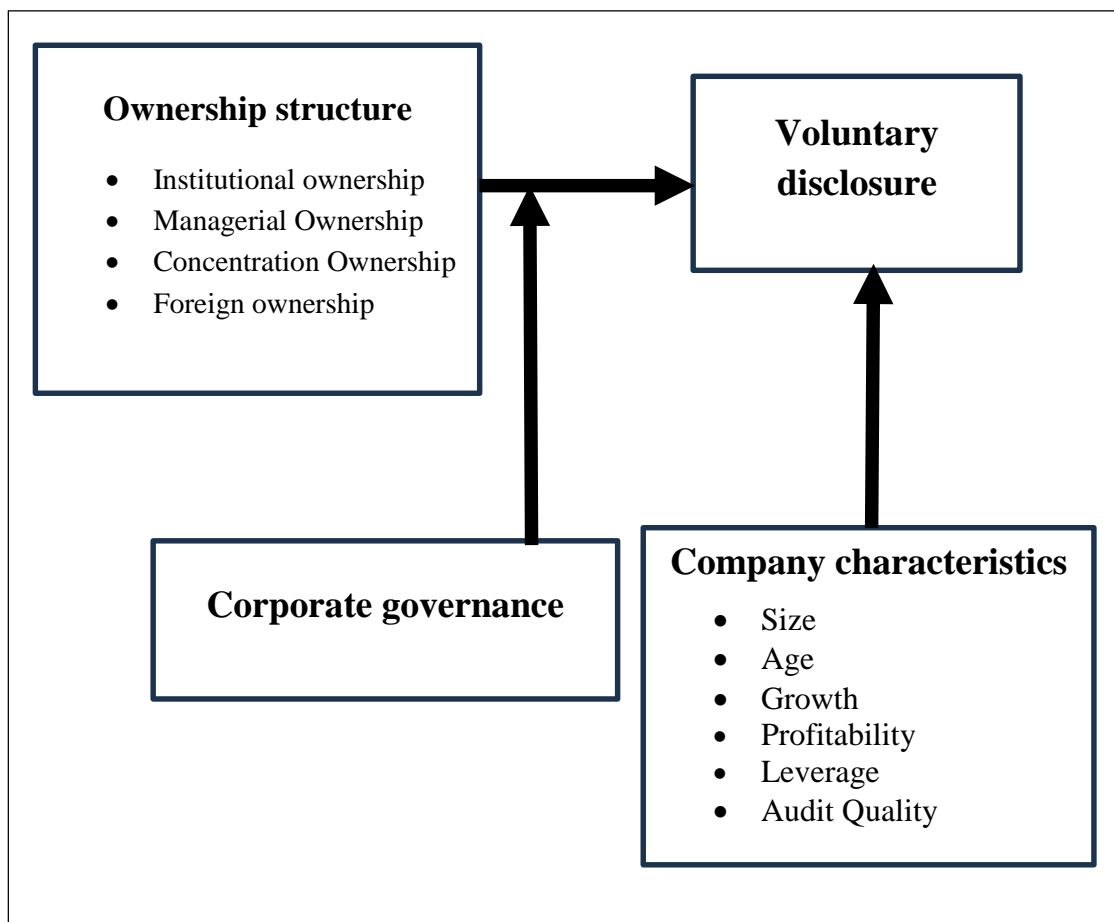 Ownership structure
• Institutional ownership
• Managerial Ownership
• Concentration Ownership
• Foreign ownership
Voluntary
disclosure
Corporate governance
Company characteristics
• Size
• Age
• Growth
• Profitability
• Leverage
• Audit Quality